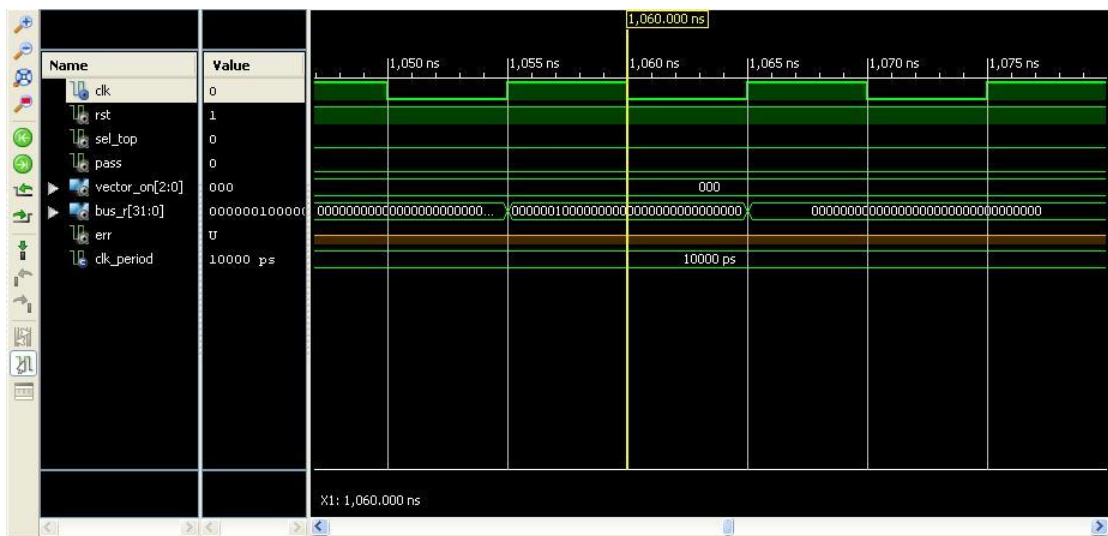 1,060.000 ns
Name Value 1,050 ns 1,055 ns 1,060 ns 1,065 ns 1,070 ns 1,075 ns
clk 0
rst 1
sel_top 0
pass 0
vector_on[2:0] 000 000
bus_r[31:0] 00000010000( 00000000000000000000000... 00000010000000000000000000000000 00000000000000000000000000000000
err U
clk_period 10000 ps 10000 ps
X1: 1,060.000 ns